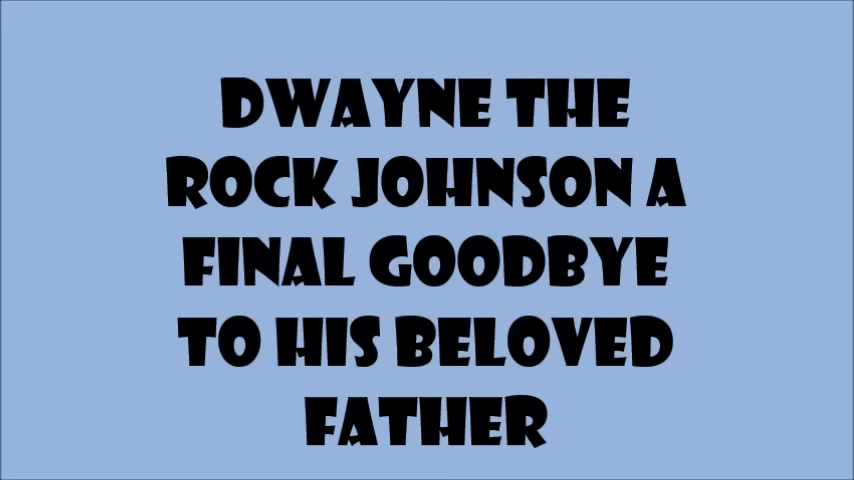 DWAYNE THE
ROCK JOHNSON A
FINAL GOODBYE
TO HIS BELOVED
FATHER